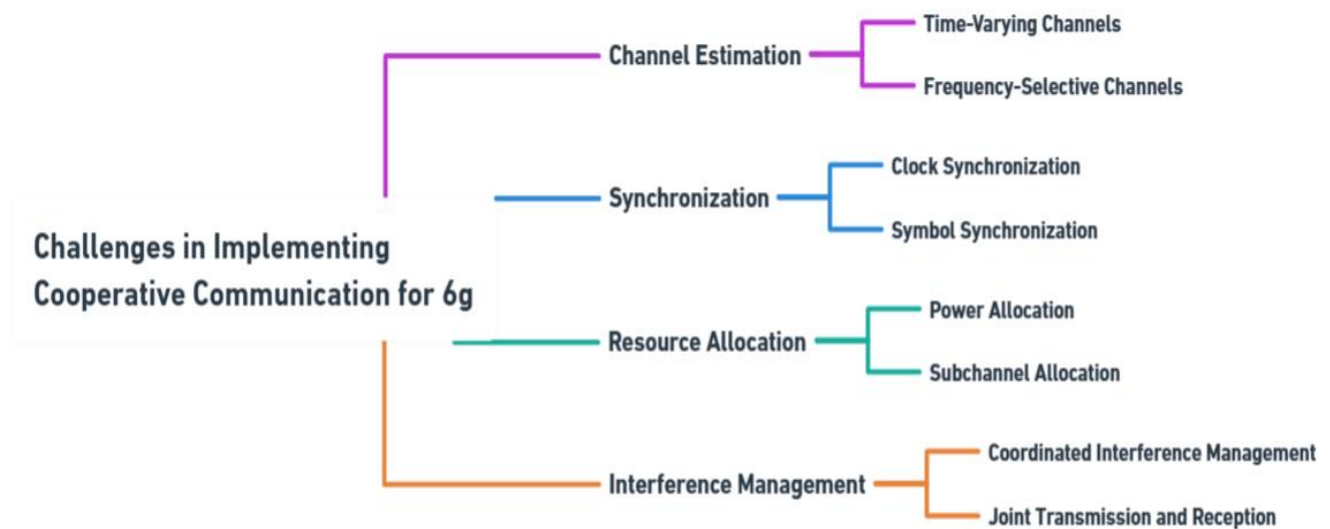 Time-Varying Channels
Channel Estimation
Frequency-Selective Channels
Clock Synchronization
Synchronization
Symbol Synchronization
Challenges in Implementing
Cooperative Communication for 6g
Power Allocation
Resource Allocation
Subchannel Allocation
Coordinated Interference Management
Interference Management
Joint Transmission and Reception